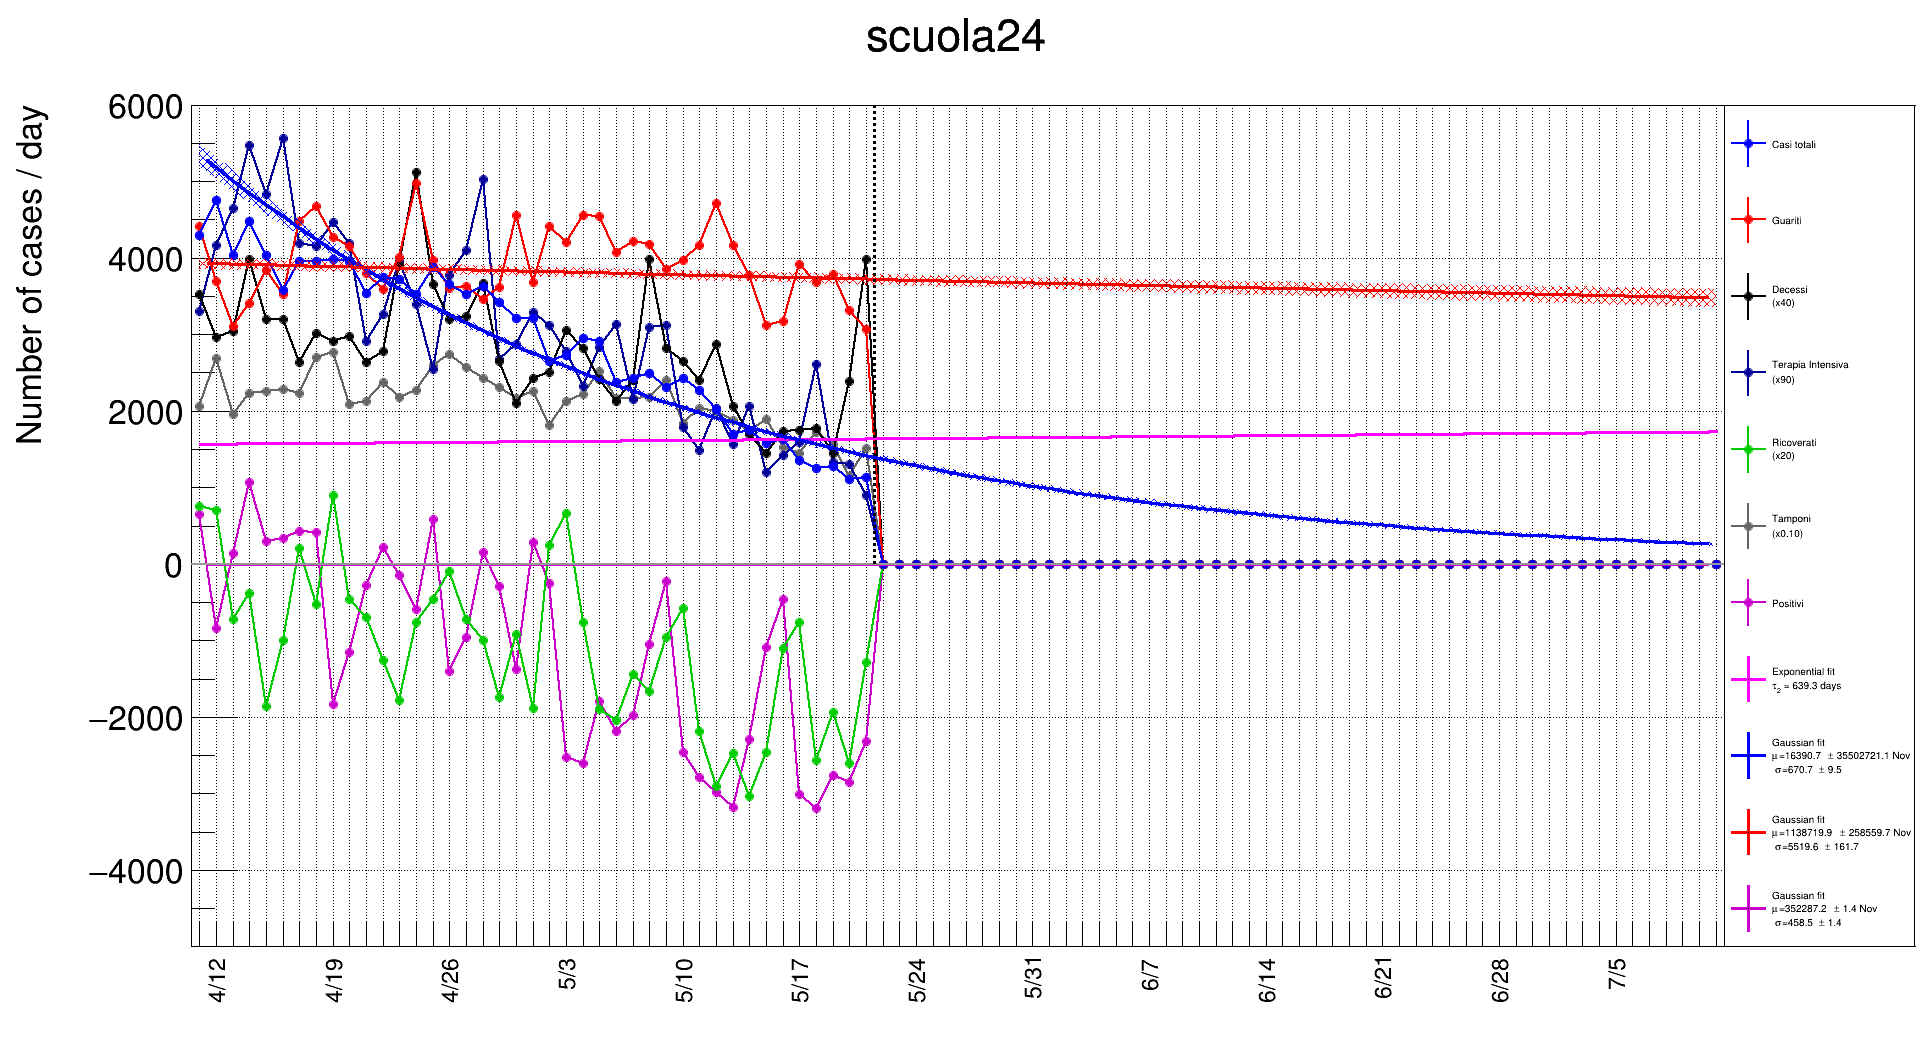 scuola24
Number of cases / day
6000
4000
2000
0
−2000
−4000
4/12
4/19
4/26
5/3
5/10
5/17
5/24
5/31
6/7
6/14
6/21
6/28
7/5
Casi totali
Guariti
Decessi
(x40)
Terapia Intensiva
(x90)
Ricoverati
(x20)
Tamponi
(x0.10)
Positivi
Exponential fit
τ2 = 639.3 days
Gaussian fit
μ=16390.7 ± 35502721.1 Nov
σ=670.7 ± 9.5
Gaussian fit
μ=1138719.9 ± 258559.7 Nov
σ=5519.6 ± 161.7
Gaussian fit
μ=352287.2 ± 1.4 Nov
σ=458.5 ± 1.4